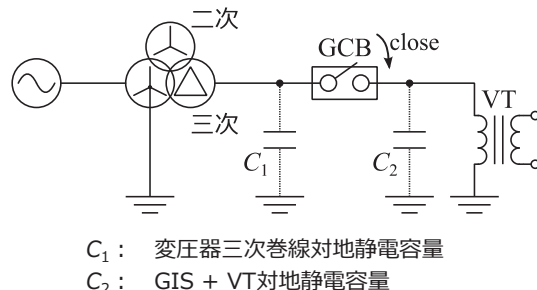 二次
GCB
close
VT
三次
C₁
C₂
C₁： 変圧器三次巻線対地静電容量
C₂： GIS + VT対地静電容量